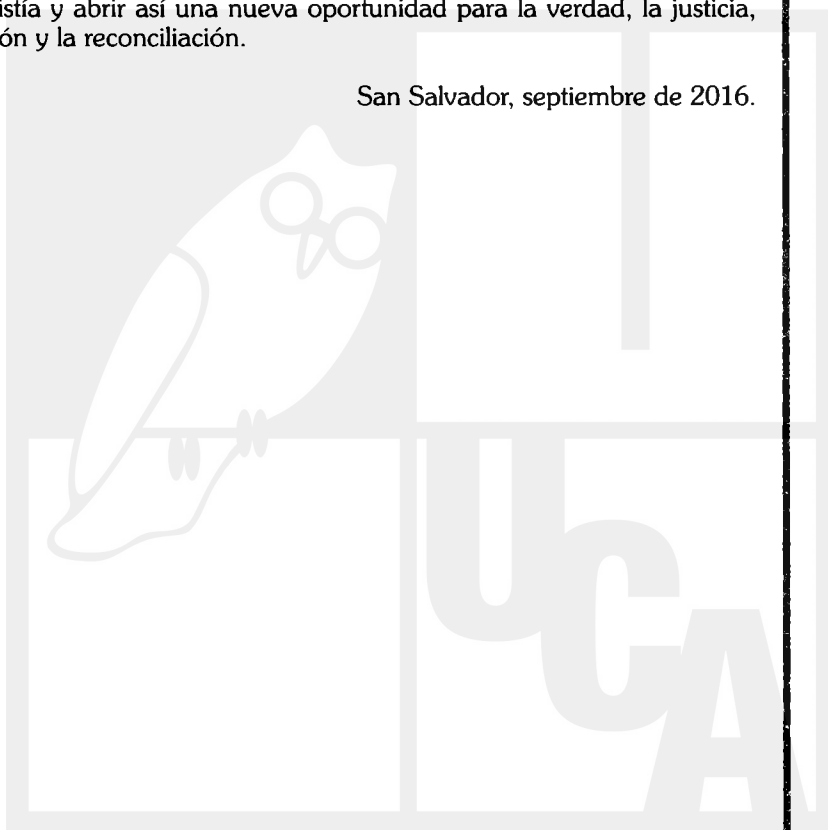 istía y abrir así una nueva oportunidad para la verdad, la justicia,
ón y la reconciliación.
San Salvador, septiembre de 2016.
UCA